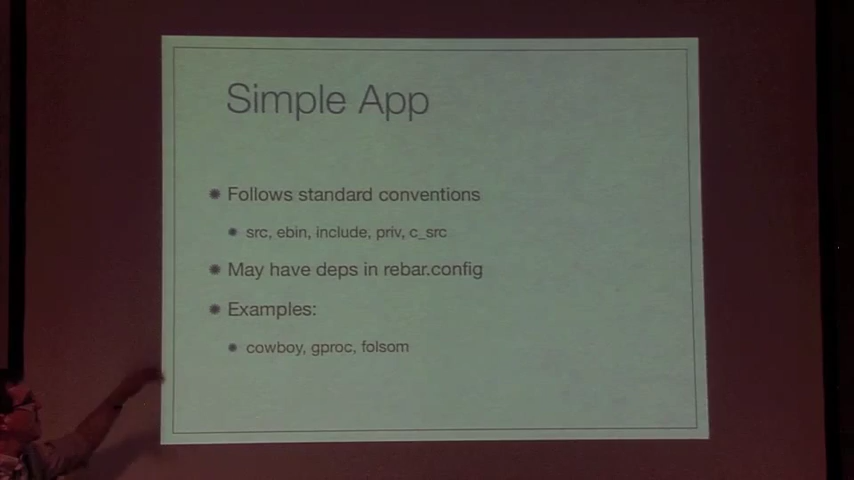 Simple App
Follows standard conventions
src, ebin, include, priv, c_src
May have deps in rebar.config
Examples:
cowboy, gproc, folsom